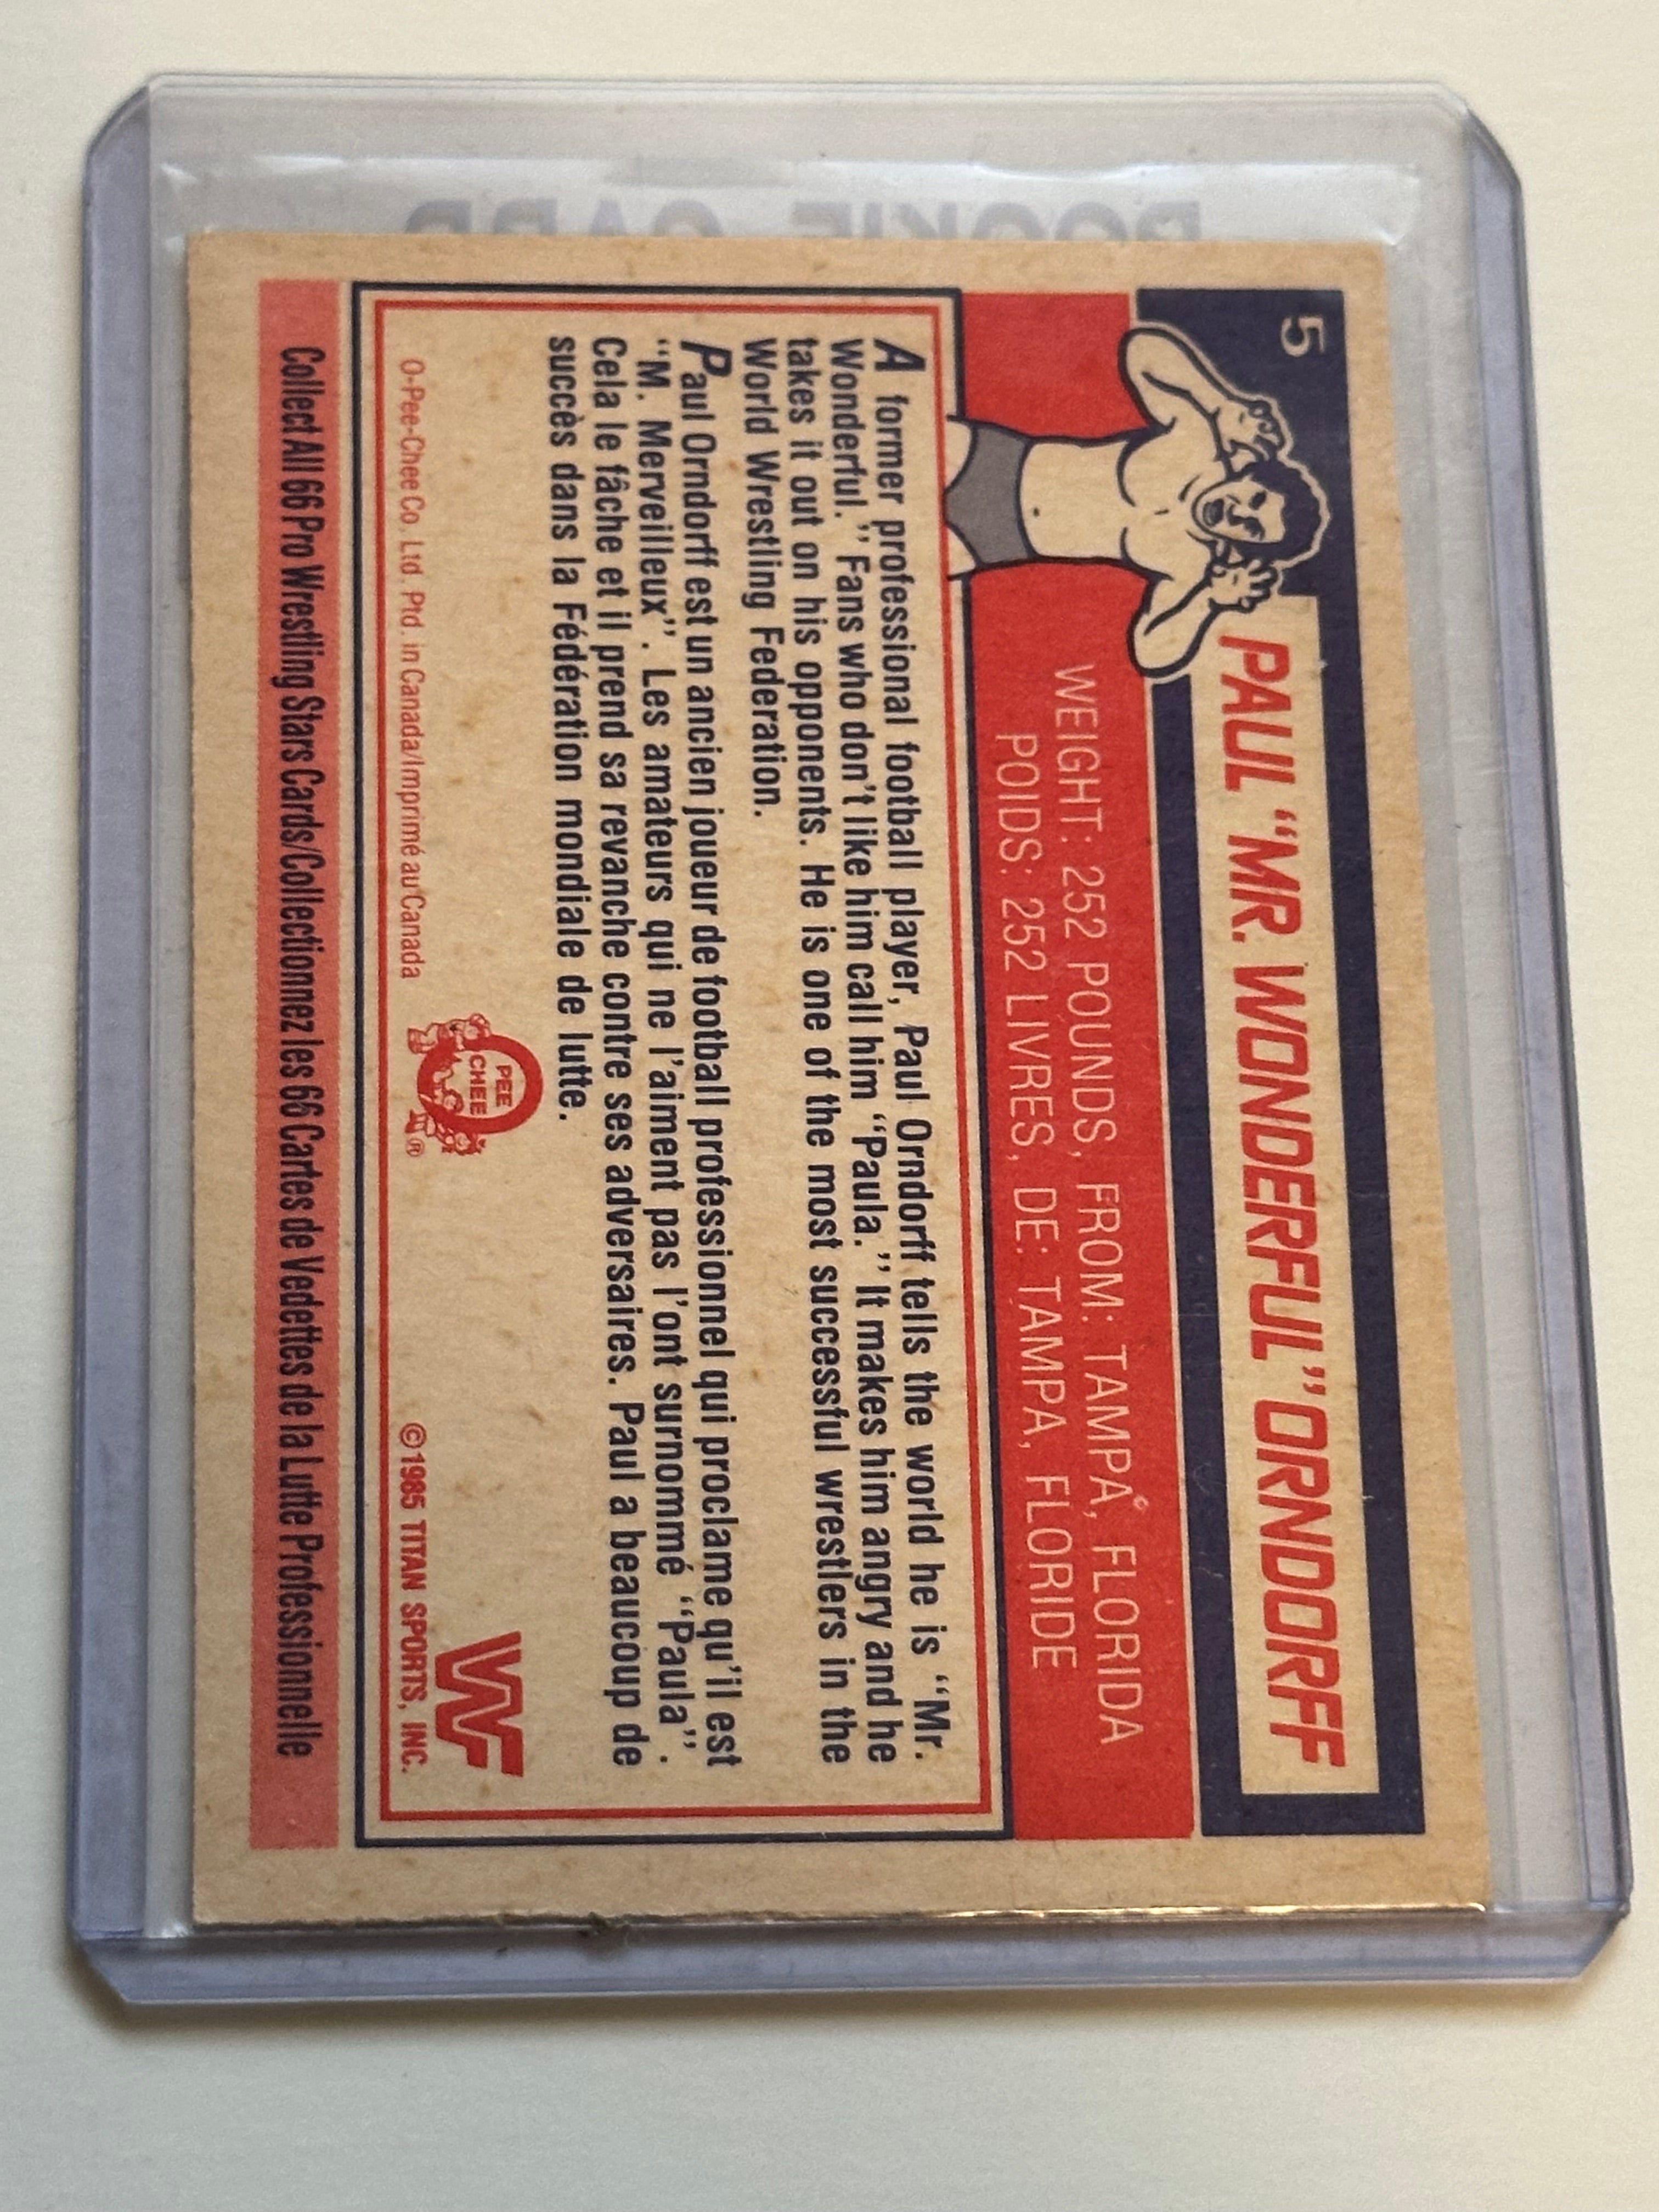 ROOKIE CARD
5
PAUL "MR. WONDERFUL" ORNDORFF
WEIGHT: 252 POUNDS, FROM: TAMPA, FLORIDA
POIDS: 252 LIVRES, DE: TAMPA, FLORIDE
A former professional football player, Paul Orndorff tells the world he is "Mr.
Wonderful." Fans who don't like him call him "Paula." It makes him angry and he
takes it out on his opponents. He is one of the most successful wrestlers in the
World Wrestling Federation.
Paul Orndorff est un ancien joueur de football professionnel qui proclame qu'il est
"M. Merveilleux". Les amateurs qui ne l'aiment pas l'ont surnommé "Paula".
Cela le fâche et il prend sa revanche contre ses adversaires. Paul a beaucoup de
succès dans la Fédération mondiale de lutte.
O-Pee-Chee Co. Ltd. Ptd. in Canada/Imprimé au Canada
PEE
CHEE
®
WF
©1985 TITAN SPORTS, INC.
Collect All 66 Pro Wrestling Stars Cards/Collectionnez les 66 Cartes de Vedettes de la Lutte Professionnelle